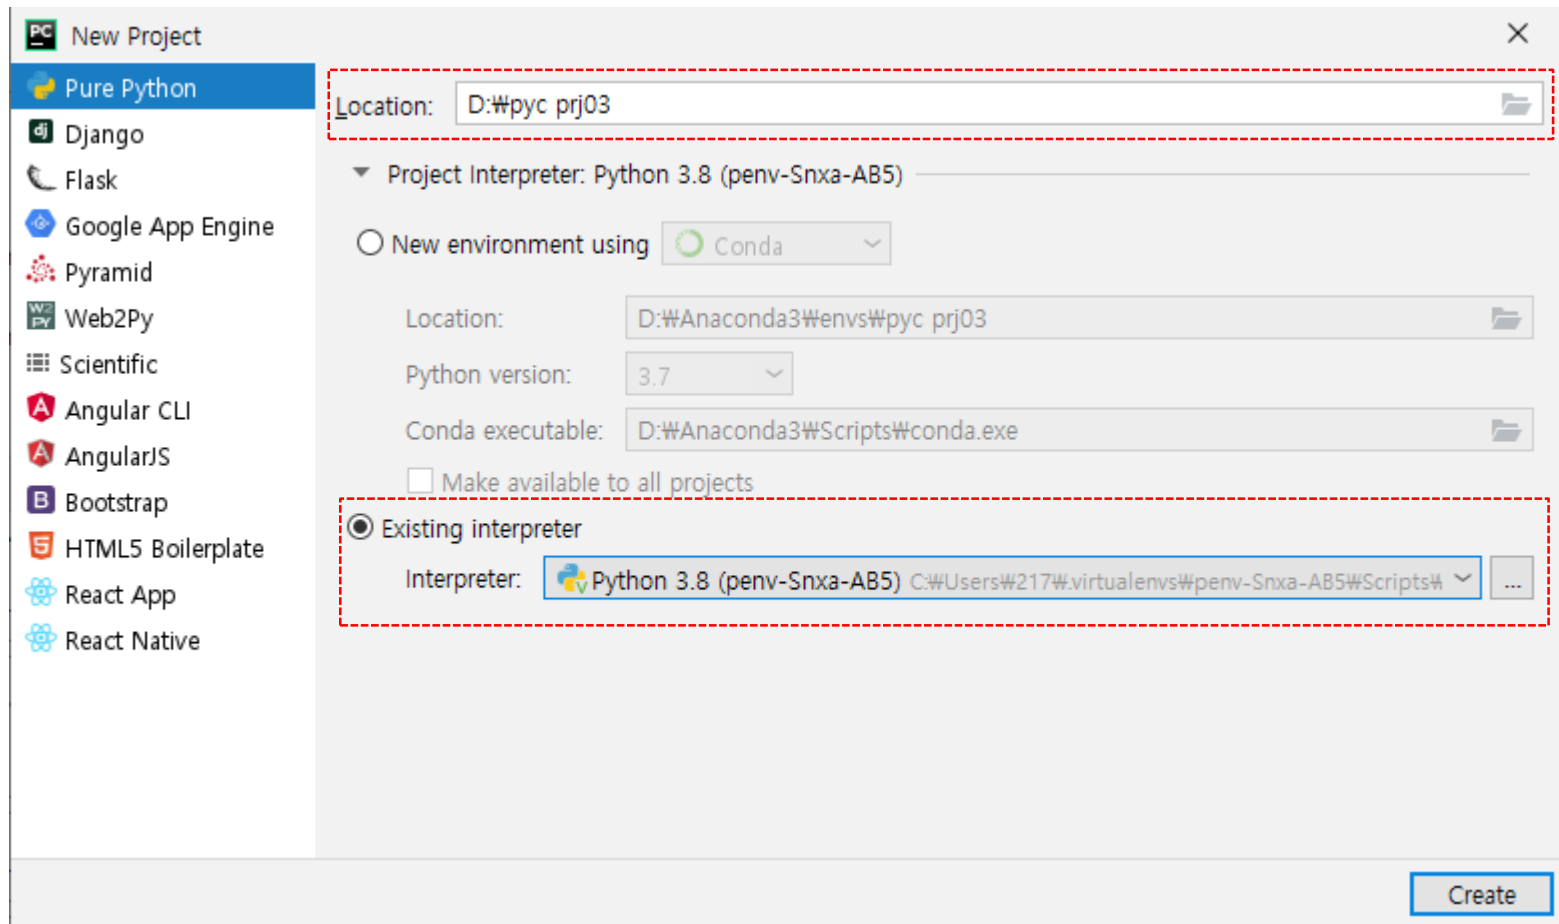 PC New Project
Pure Python
Django
Flask
Google App Engine
Pyramid
Web2Py
Scientific
Angular CLI
AngularJS
Bootstrap
HTML5 Boilerplate
React App
React Native
Location: D:₩pyc prj03
Project Interpreter: Python 3.8 (penv-Snxa-AB5)
New environment using Conda
Location: D:₩Anaconda3₩envs₩pyc prj03
Python version: 3.7
Conda executable: D:₩Anaconda3₩Scripts₩conda.exe
Make available to all projects
Existing interpreter
Interpreter: Python 3.8 (penv-Snxa-AB5) C:₩Users₩217₩.virtualenvs₩penv-Snxa-AB5₩Scripts₩ ...
Create